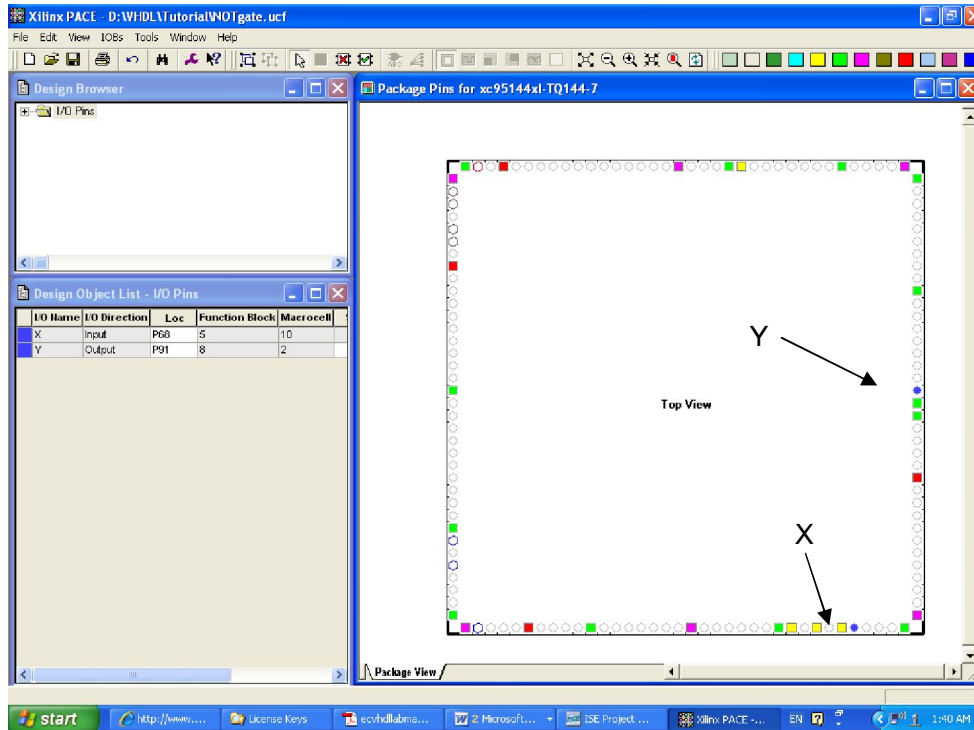 Xilinx PACE - D:\VHDL\Tutorial\NOTgate.ucf
File Edit View IOBs Tools Window Help
Design Browser
I/O Pins
Design Object List - I/O Pins
I/O Name I/O Direction Loc Function Block Macrocell
X Input P68 5 10
Y Output P91 8 2
Package Pins for xc95144xl-TQ144-7
Y
Top View
X
Package View
start http://www.... License Keys ecvhdllabma... 2 Microsoft... ISE Project ... Xilinx PACE -... EN 1:40 AM